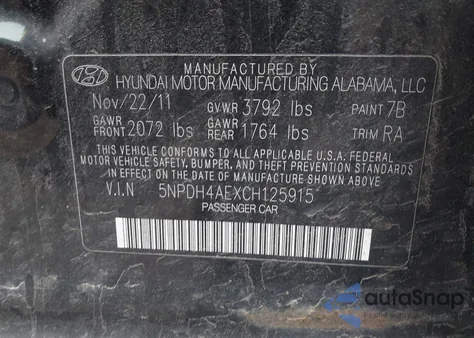 MANUFACTURED BY
HYUNDAI MOTOR MANUFACTURING ALABAMA, LLC
Nov/22/11 GVWR 3792 lbs PAINT 7B
GAWR FRONT 2072 lbs GAWR REAR 1764 lbs TRIM RA
THIS VEHICLE CONFORMS TO ALL APPLICABLE U.S.A. FEDERAL
MOTOR VEHICLE SAFETY, BUMPER, AND THEFT PREVENTION STANDARDS
IN EFFECT ON THE DATE OF MANUFACTURE SHOWN ABOVE.
V.I.N 5NPDH4AEXCH125915
PASSENGER CAR
autoSnap